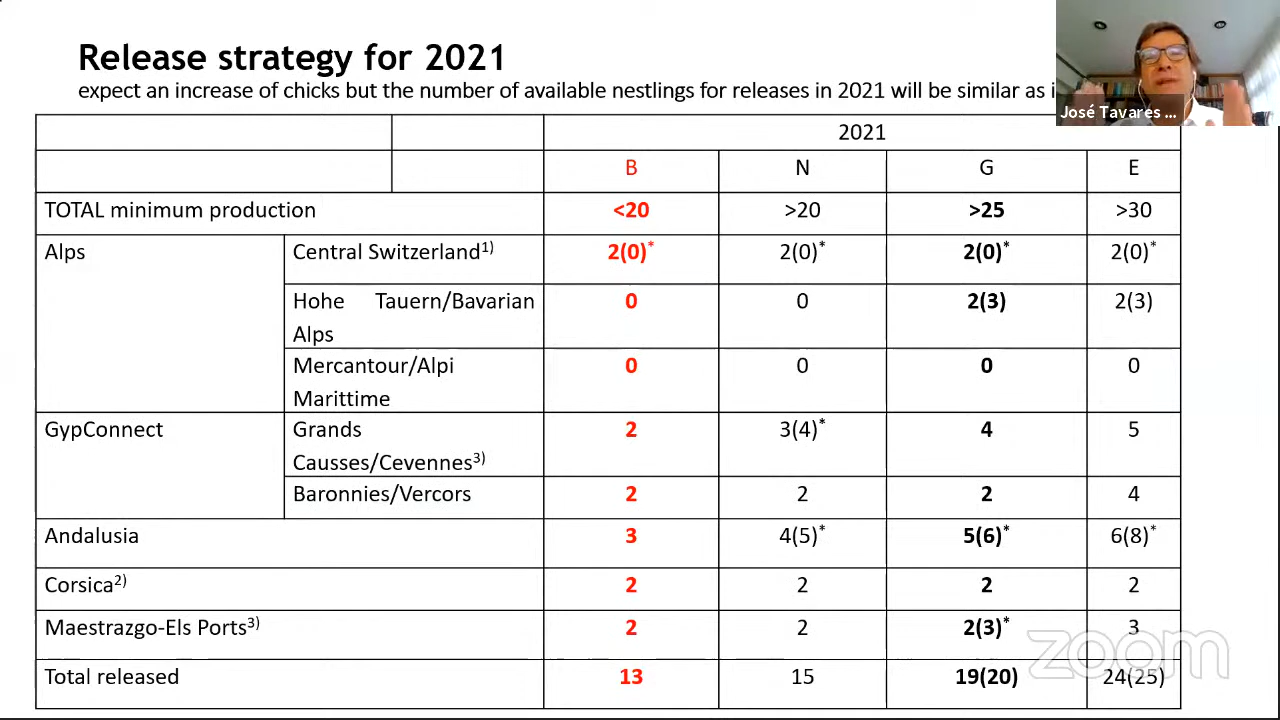 Release strategy for 2021
expect an increase of chicks but the number of available nestlings for releases in 2021 will be similar as
José Tavares ...
2021
B N G E
TOTAL minimum production <20 >20 >25 >30
Alps Central Switzerland1) 2(0)* 2(0)* 2(0)* 2(0)*
Hohe Tauern/Bavarian 0 0 2(3) 2(3)
Alps
Mercantour/Alpi 0 0 0 0
Marittime
GypConnect Grands 2 3(4)* 4 5
Causses/Cevennes3)
Baronnies/Vercors 2 2 2 4
Andalusia 3 4(5)* 5(6)* 6(8)*
Corsica2) 2 2 2 2
Maestrazgo-Els Ports3) 2 2 2(3)* 3
zoom
Total released 13 15 19(20) 24(25)